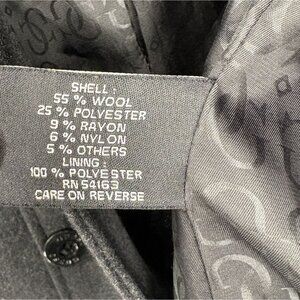 SHELL:
55 % WOOL
25 % POLYESTER
9 % RAYON
6 % NYLON
5 % OTHERS
LINING:
100 % POLYESTER
RN 54163
CARE ON REVERSE